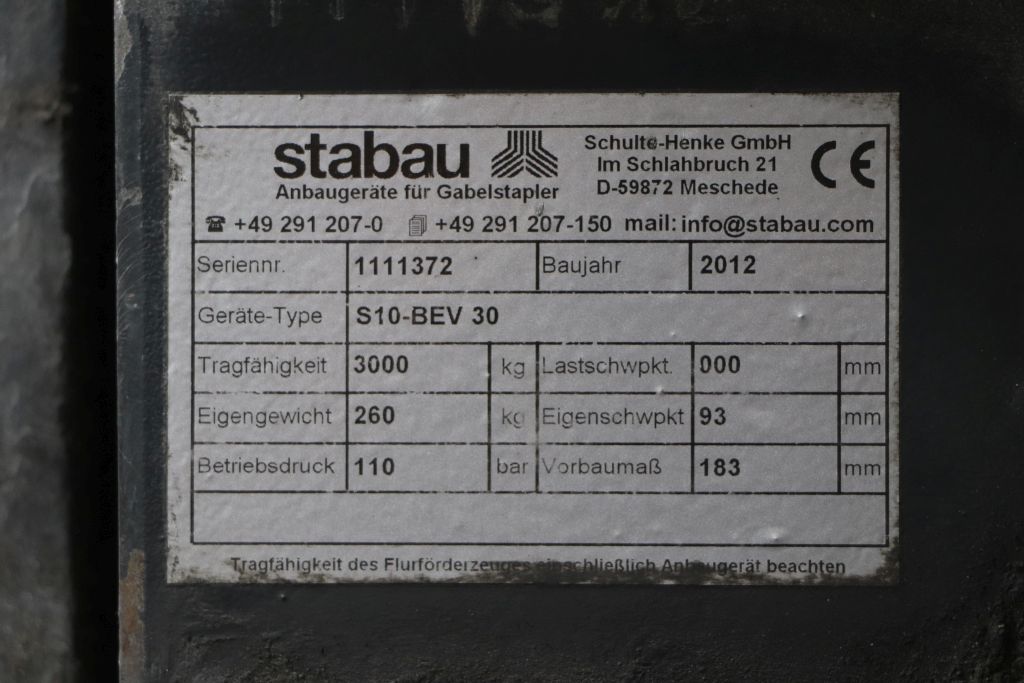 stabau
Anbaugeräte für Gabelstapler
Schulte-Henke GmbH
Im Schlahbruch 21
D-59872 Meschede
CE
+49 291 207-0 +49 291 207-150 mail: info@stabau.com
Seriennr. 1111372 Baujahr 2012
Geräte-Type S10-BEV 30
Tragfähigkeit 3000 kg Lastschwpkt. 000 mm
Eigengewicht 260 kg Eigenschwpkt 93 mm
Betriebsdruck 110 bar Vorbaumaß 183 mm
Tragfähigkeit des Flurförderzeuges einschließlich Anbaugerät beachten